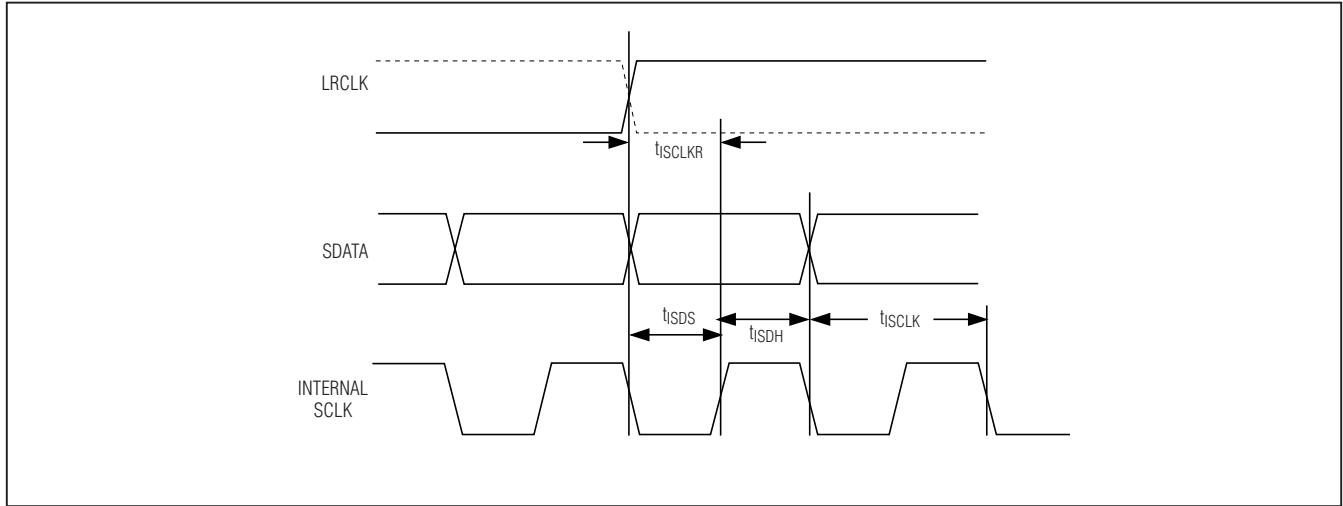 LRCLK
tISCLKR
SDATA
tISDS
tISDH
tISCLK
INTERNAL
SCLK